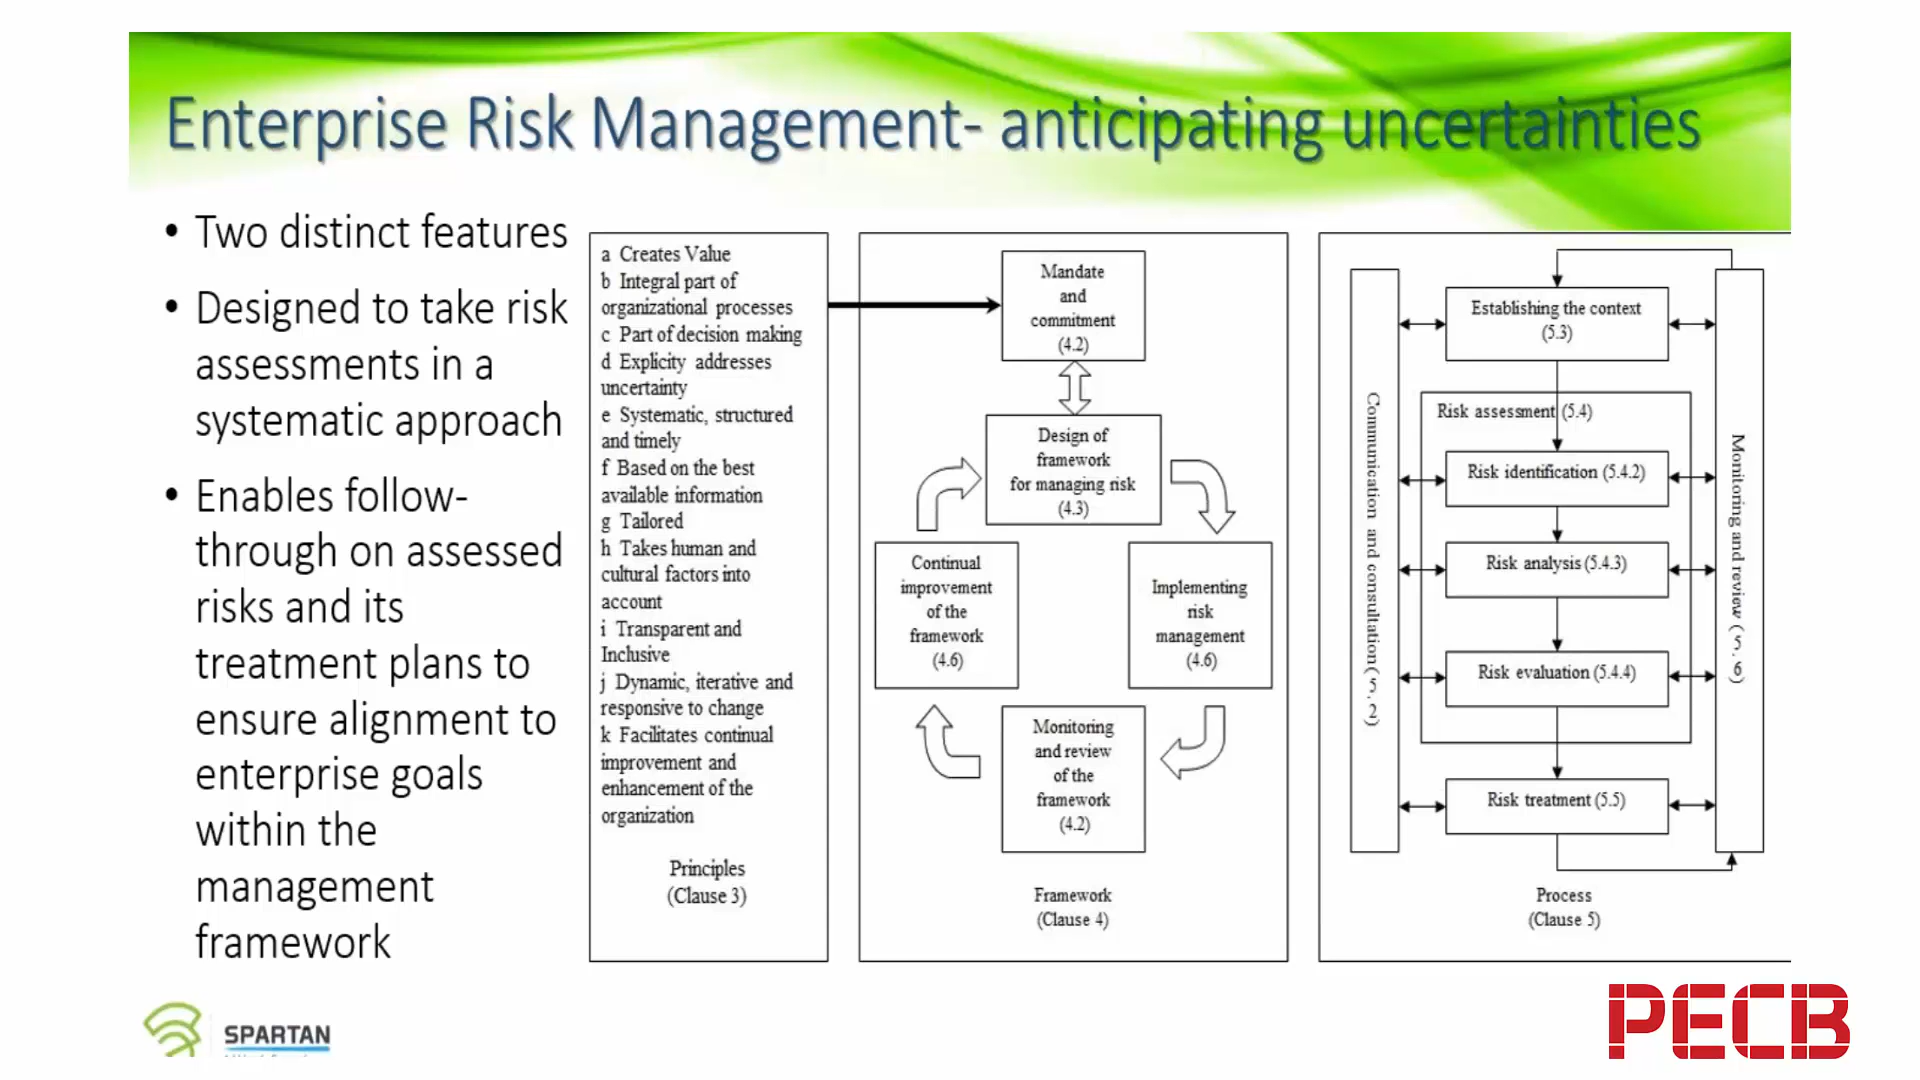 Enterprise Risk Management- anticipating uncertainties
• Two distinct features
• Designed to take risk
assessments in a
systematic approach
• Enables follow-
through on assessed
risks and its
treatment plans to
ensure alignment to
enterprise goals
within the
management
framework
a Creates Value
b Integral part of
organizational processes
c Part of decision making
d Explicity addresses
uncertainty
e Systematic, structured
and timely
f Based on the best
available information
g Tailored
h Takes human and
cultural factors into
account
i Transparent and
Inclusive
j Dynamic, iterative and
responsive to change
k Facilitates continual
improvement and
enhancement of the
organization
Principles
(Clause 3)
Mandate
and
commitment
(4.2)
Design of
framework
for managing risk
(4.3)
Continual
improvement
of the
framework
(4.6)
Implementing
risk
management
(4.6)
Monitoring
and review
of the
framework
(4.2)
Framework
(Clause 4)
Communication and consultation(5.2)
Establishing the context
(5.3)
Risk assessment (5.4)
Risk identification (5.4.2)
Risk analysis (5.4.3)
Risk evaluation (5.4.4)
Risk treatment (5.5)
Monitoring and review (5.6)
Process
(Clause 5)
SPARTAN
PECB